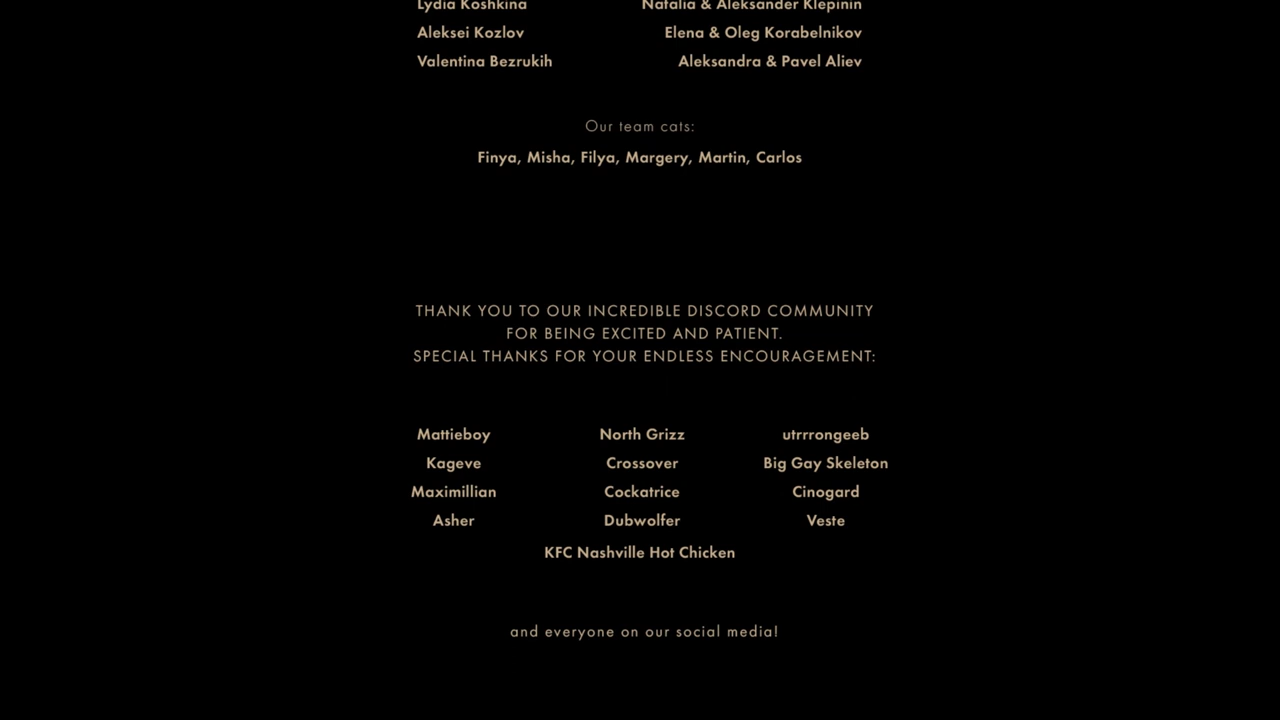 Lydia Koshkina Natalia & Aleksander Klepinin
Aleksei Kozlov Elena & Oleg Korabelnikov
Valentina Bezrukih Aleksandra & Pavel Aliev
Our team cats:
Finya, Misha, Filya, Margery, Martin, Carlos
THANK YOU TO OUR INCREDIBLE DISCORD COMMUNITY
FOR BEING EXCITED AND PATIENT.
SPECIAL THANKS FOR YOUR ENDLESS ENCOURAGEMENT:
Mattieboy North Grizz utrrrongeeb
Kageve Crossover Big Gay Skeleton
Maximillian Cockatrice Cinogard
Asher Dubwolfer Veste
KFC Nashville Hot Chicken
and everyone on our social media!